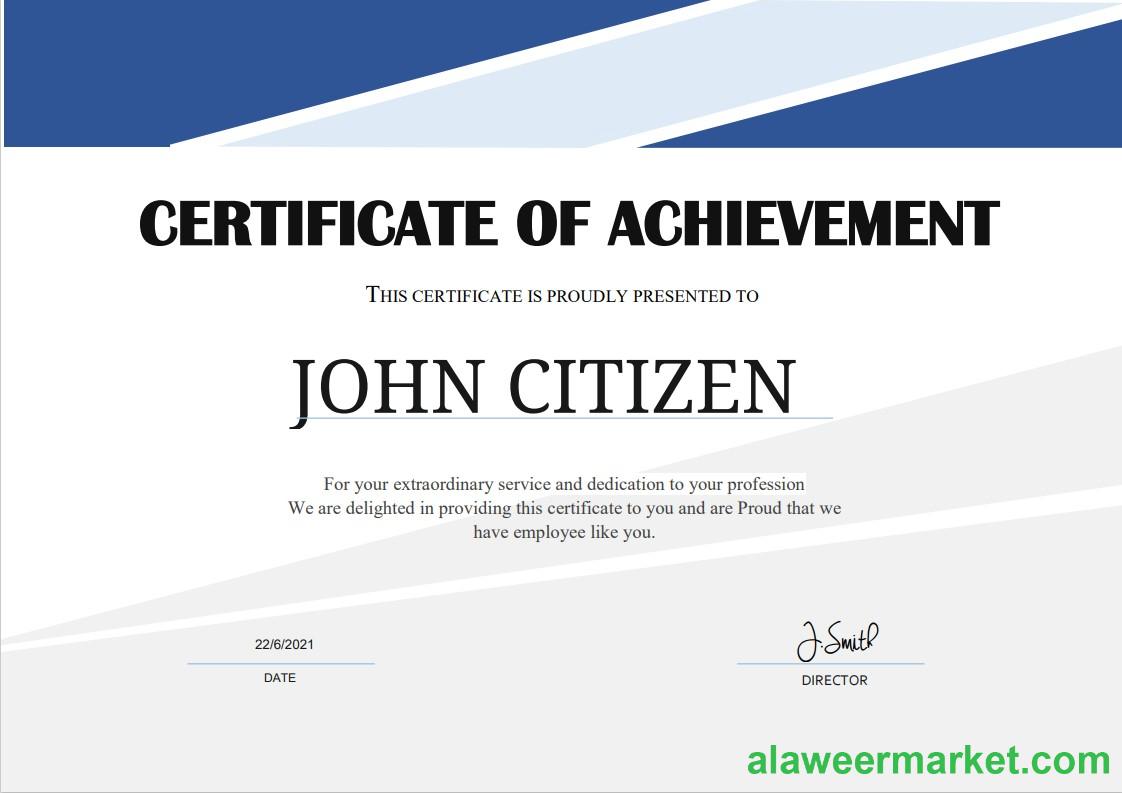 CERTIFICATE OF ACHIEVEMENT
THIS CERTIFICATE IS PROUDLY PRESENTED TO
JOHN CITIZEN
For your extraordinary service and dedication to your profession
We are delighted in providing this certificate to you and are Proud that we
have employee like you.
22/6/2021
DATE
J.Smith
DIRECTOR
alaweermarket.com